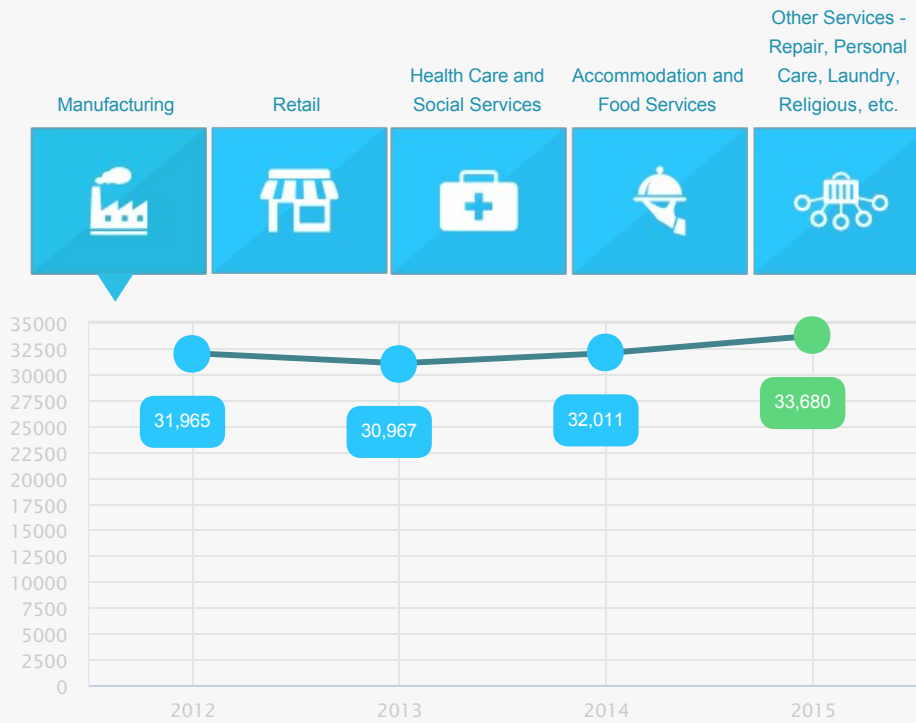 Manufacturing
Retail
Health Care and
Social Services
Accommodation and
Food Services
Other Services -
Repair, Personal
Care, Laundry,
Religious, etc.
35000
32500
30000
27500
25000
22500
20000
17500
15000
12500
10000
7500
5000
2500
0
31,965
30,967
32,011
33,680
2012
2013
2014
2015